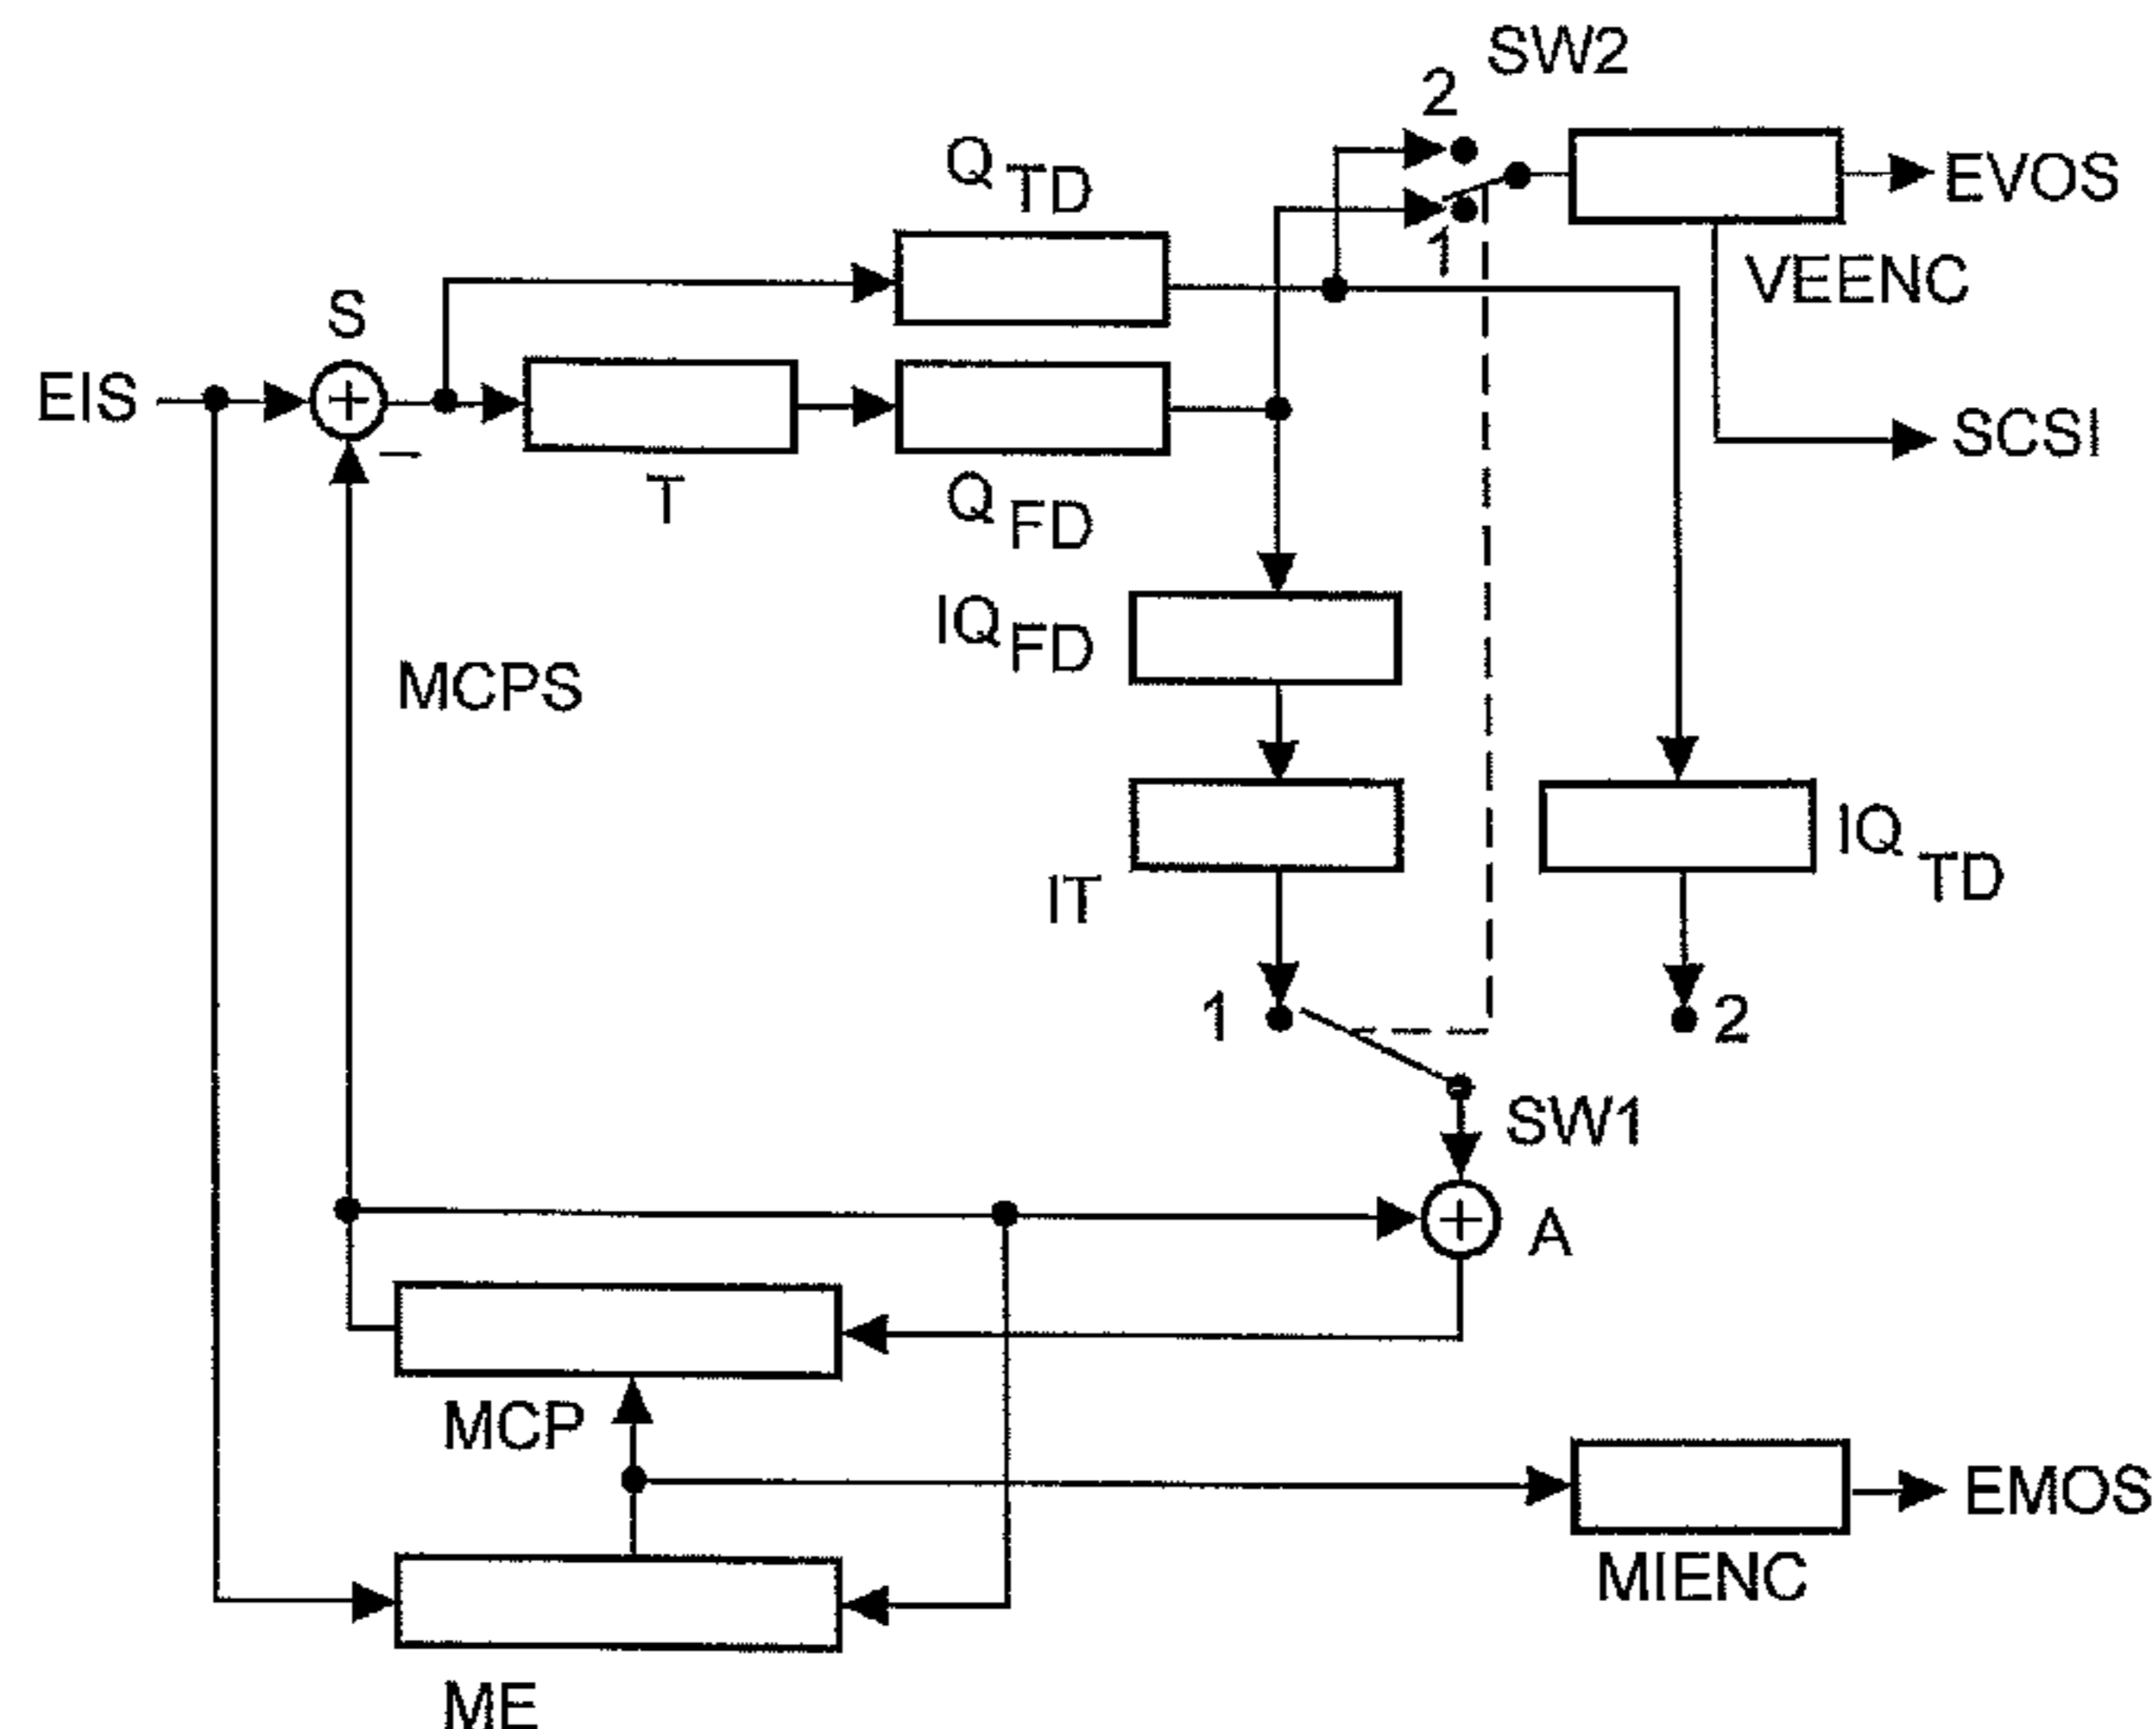 SW2
2
Q TD
EVOS
1
VEENC
S
EIS
SCSI
T
Q FD
IQ FD
MCPS
IQ TD
IT
1
2
SW1
A
MCP
EMOS
MIENC
ME